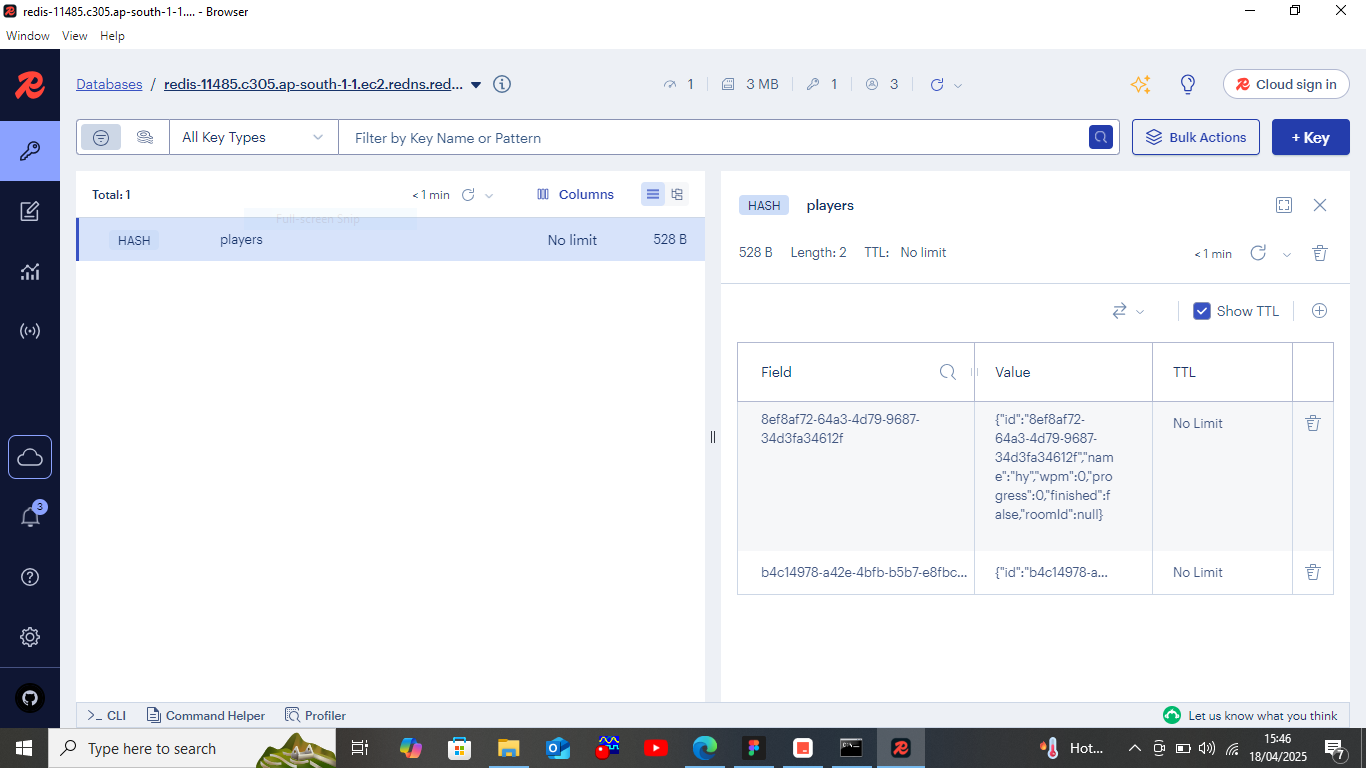 redis-11485.c305.ap-south-1-1.... - Browser
Window View Help
Databases / redis-11485.c305.ap-south-1-1.ec2.redns.red...
1 3 MB 1 3
Cloud sign in
All Key Types
Filter by Key Name or Pattern
Bulk Actions
+ Key
Total: 1
< 1 min
Columns
Full-screen Snip
HASH players No limit 528 B
HASH players
528 B Length: 2 TTL: No limit
< 1 min
Show TTL
Field Value TTL
8ef8af72-64a3-4d79-9687-
34d3fa34612f
{"id":"8ef8af72-
64a3-4d79-9687-
34d3fa34612f","nam
e":"hy","wpm":0,"pro
gress":0,"finished":f
alse,"roomId":null}
No Limit
b4c14978-a42e-4bfb-b5b7-e8fbc... {"id":"b4c14978-a... No Limit
3
>_ CLI Command Helper Profiler
Let us know what you think
Type here to search
Hot...
15:46
18/04/2025
7